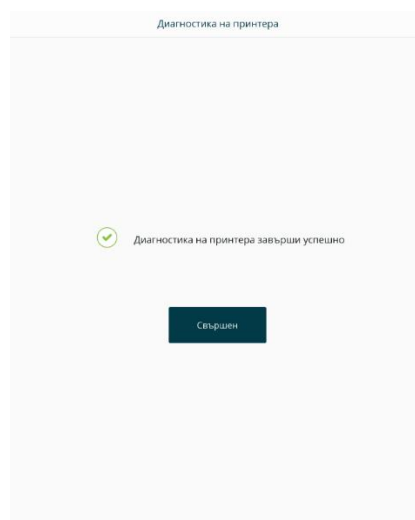 Диагностика на принтера
Диагностика на принтера завърши успешно
Свършен